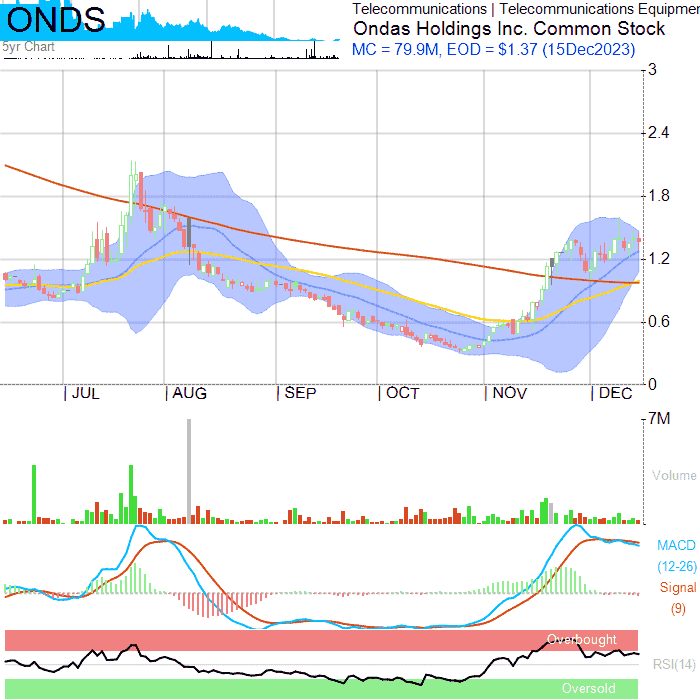 ONDS
5yr Chart
Telecommunications | Telecommunications Equipmen
Ondas Holdings Inc. Common Stock
MC = 79.9M, EOD = $1.37 (15Dec2023)
3
2.4
1.8
1.2
0.6
0
JUL
AUG
SEP
OCT
NOV
DEC
7M
Volume
MACD
(12-26)
Signal
(9)
Overbought
RSI(14)
Oversold